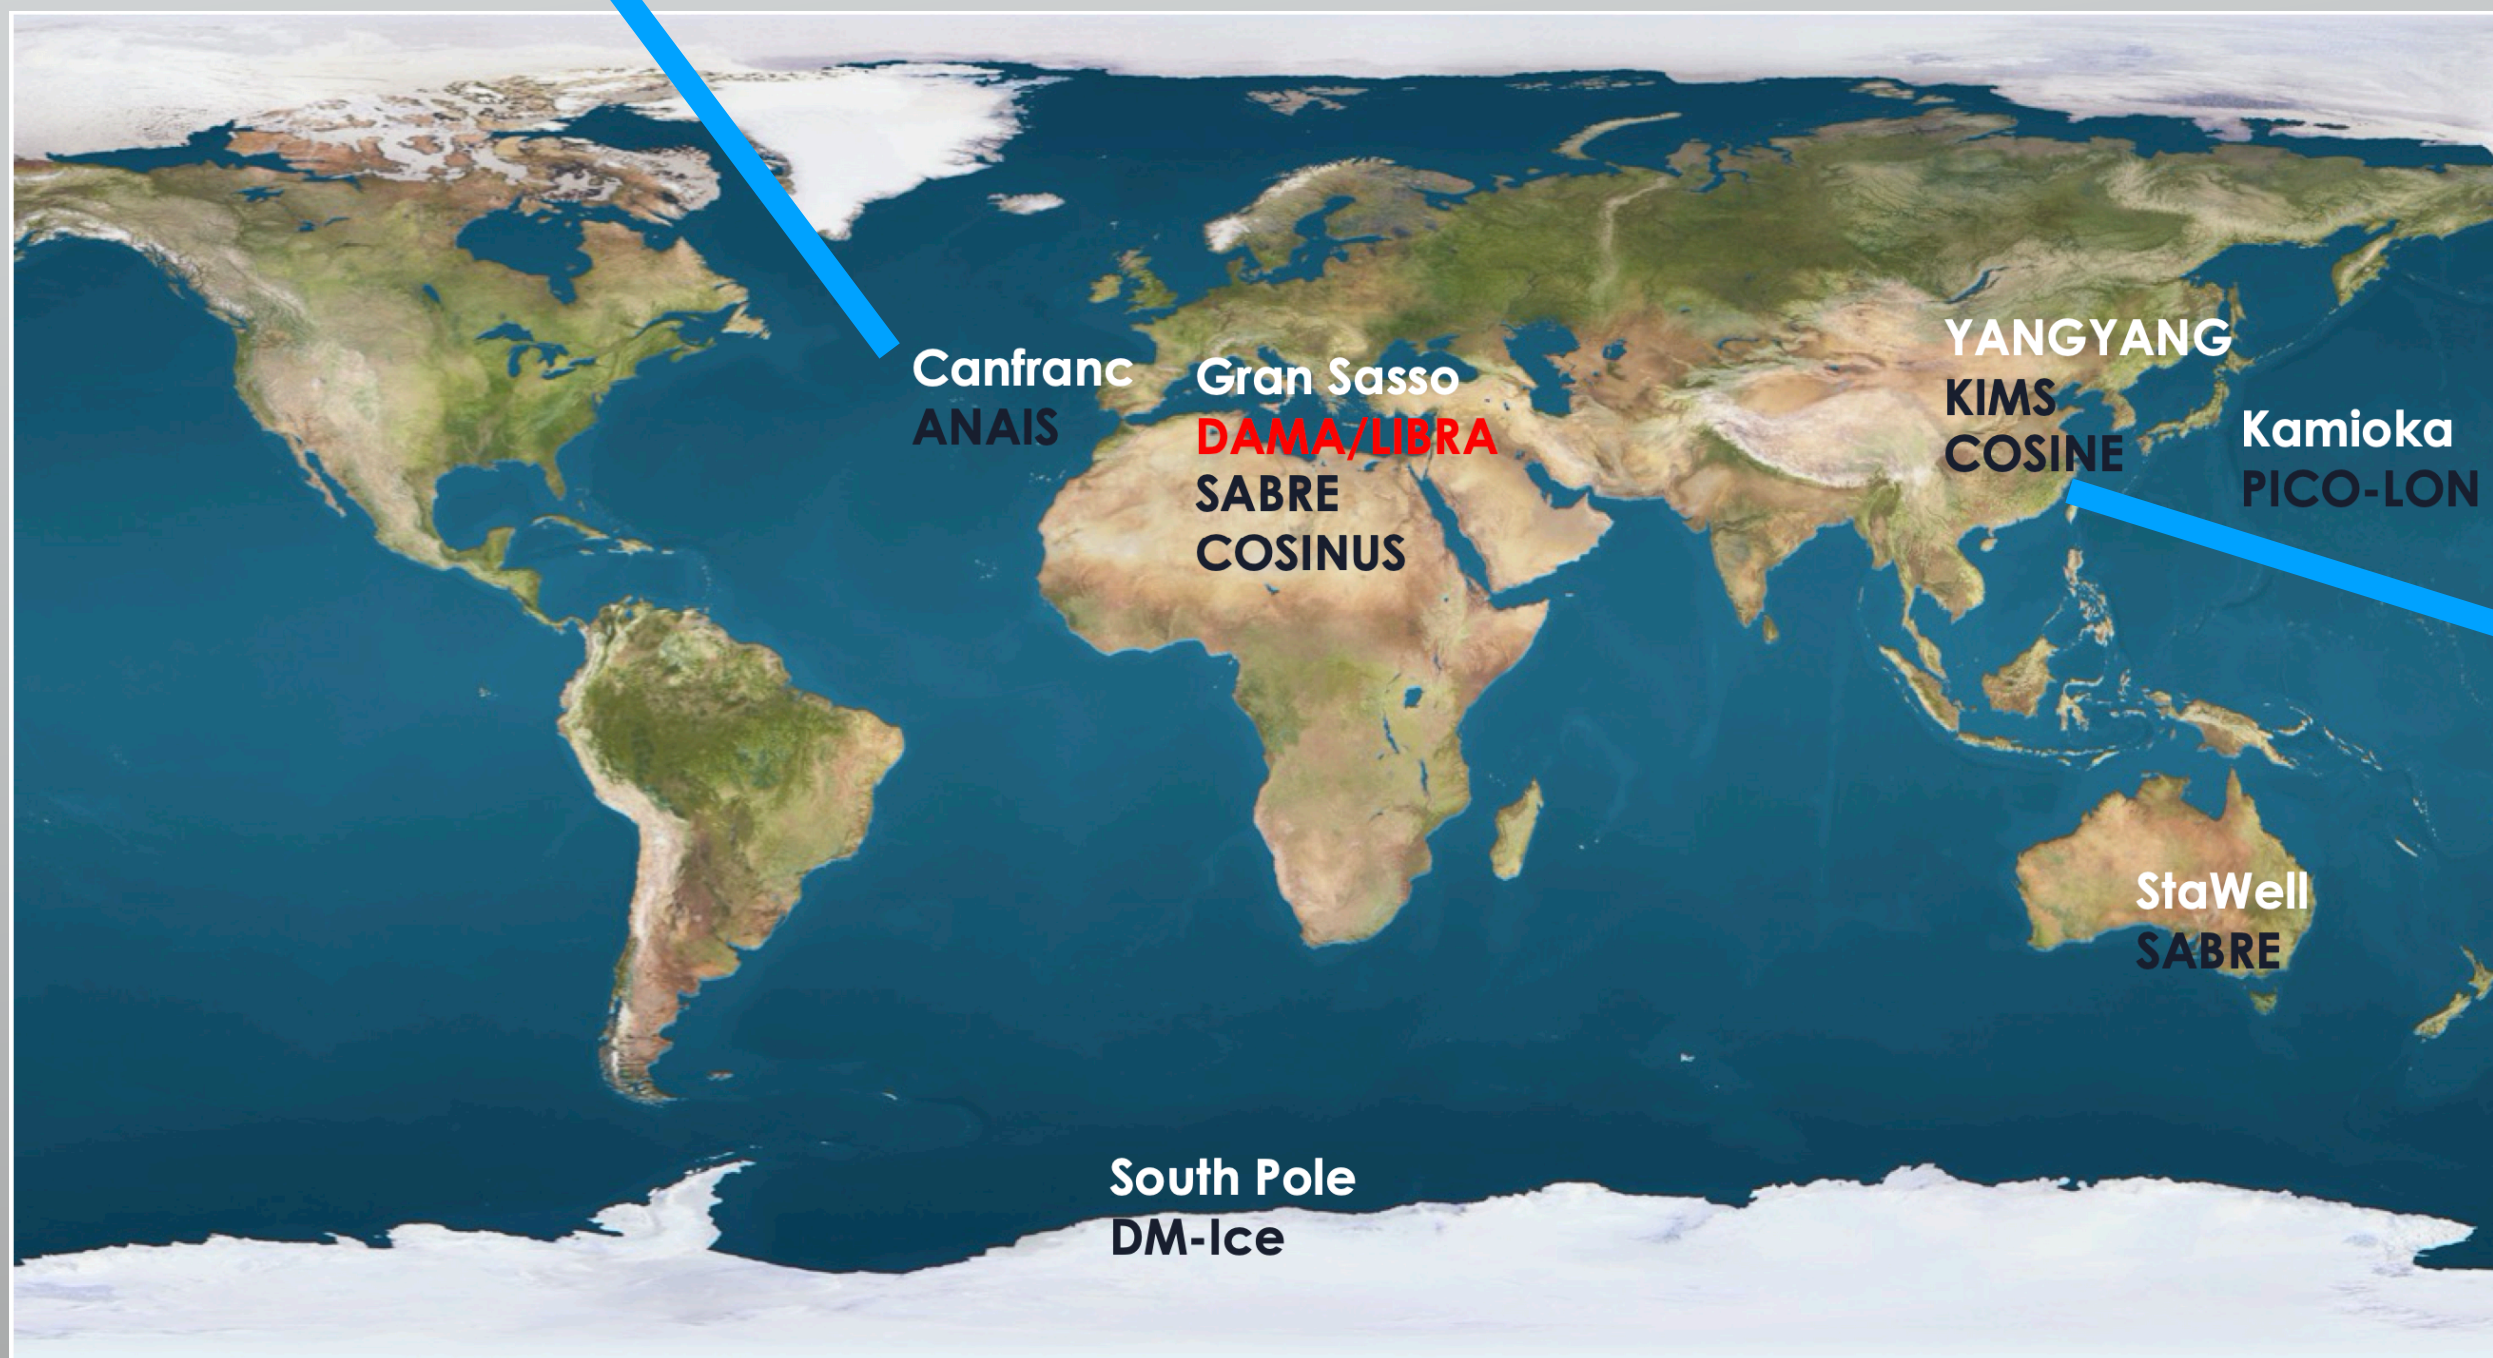 Canfranc
ANAIS
Gran Sasso
DAMA/LIBRA
SABRE
COSINUS
YANGYANG
KIMS
COSINE
Kamioka
PICO-LON
StaWell
SABRE
South Pole
DM-Ice